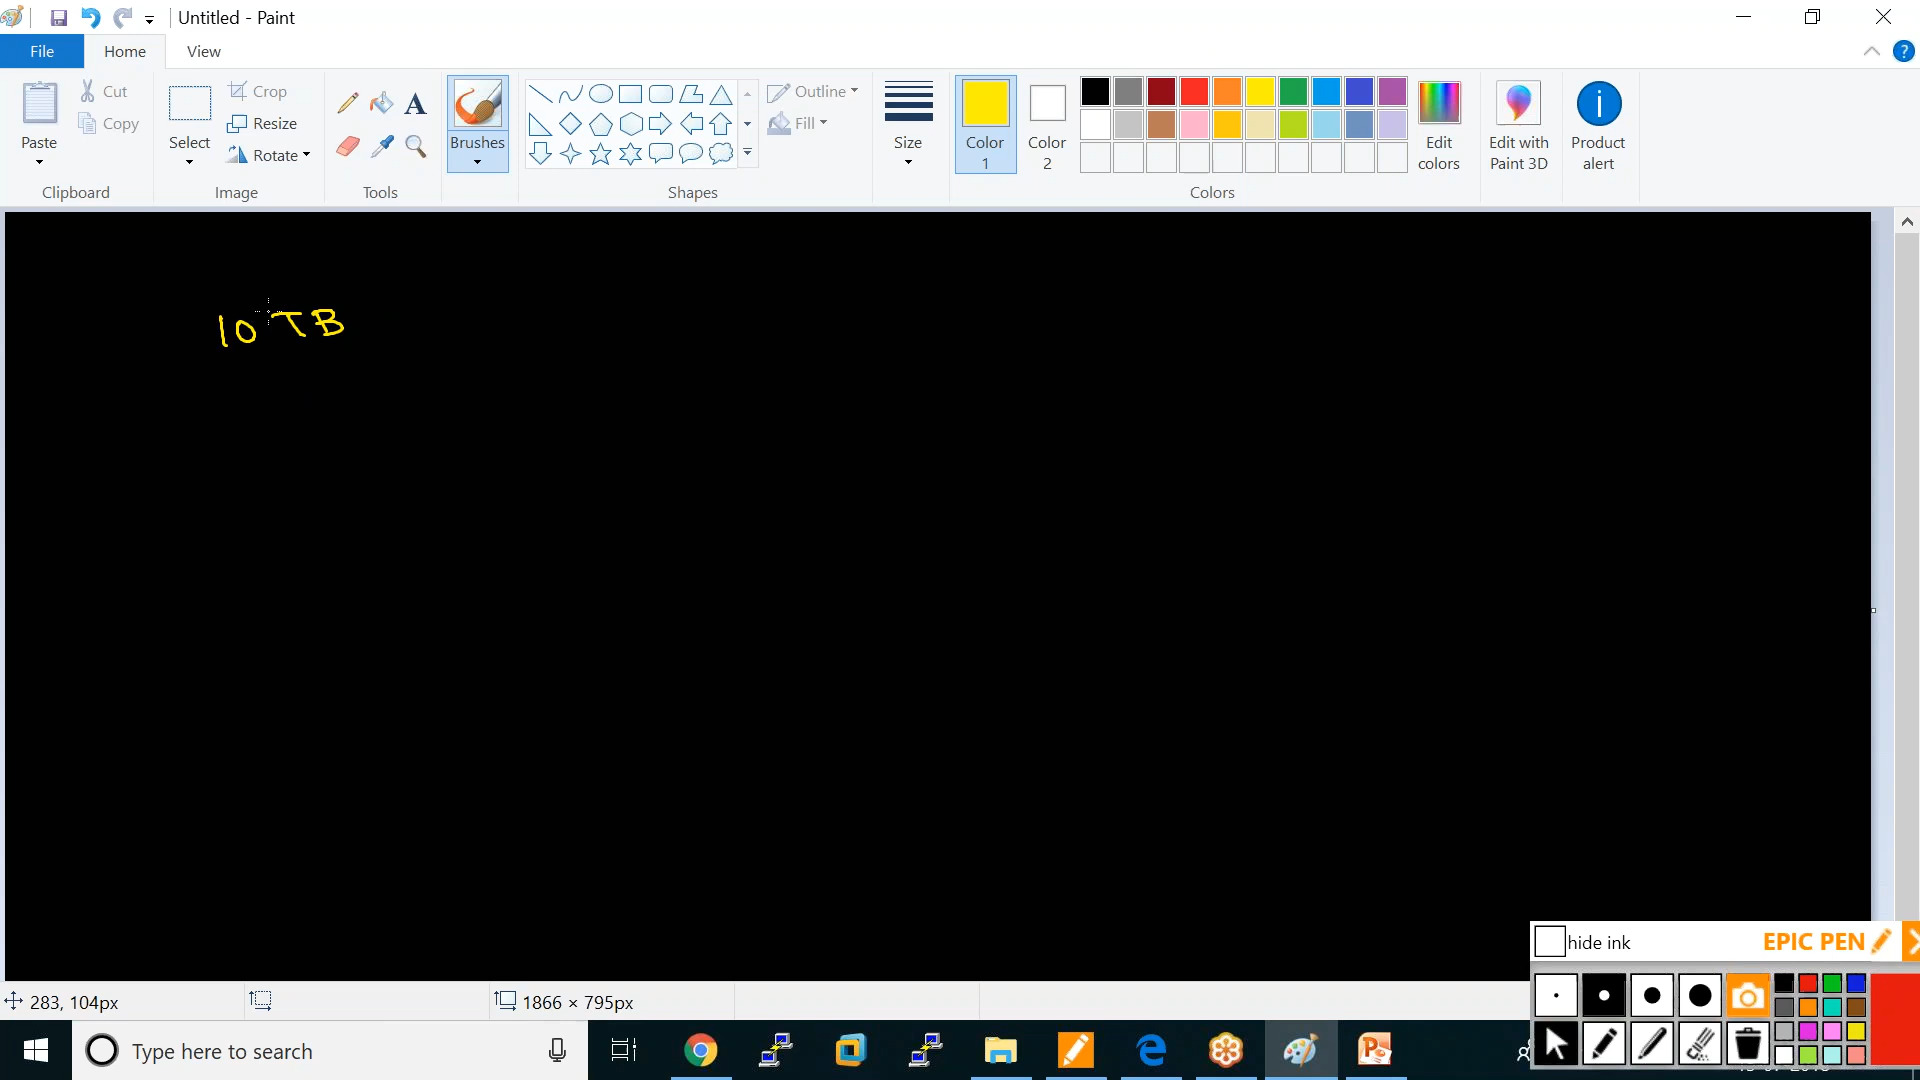 Untitled - Paint
File Home View
Paste
Cut
Copy
Clipboard
Select
Crop
Resize
Rotate
Image
A
Tools
Brushes
Shapes
Outline
Fill
Size
Color 1
Color 2
Colors
Edit colors
Edit with Paint 3D
Product alert
10 TB
hide ink EPIC PEN
283, 104px 1866 × 795px
Type here to search